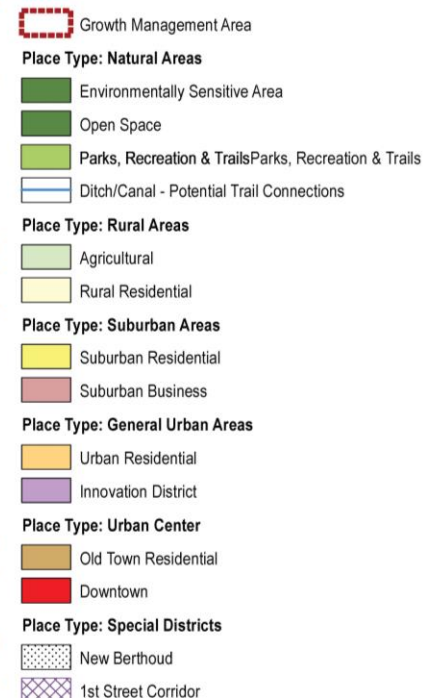 Growth Management Area
Place Type: Natural Areas
Environmentally Sensitive Area
Open Space
Parks, Recreation & TrailsParks, Recreation & Trails
Ditch/Canal - Potential Trail Connections
Place Type: Rural Areas
Agricultural
Rural Residential
Place Type: Suburban Areas
Suburban Residential
Suburban Business
Place Type: General Urban Areas
Urban Residential
Innovation District
Place Type: Urban Center
Old Town Residential
Downtown
Place Type: Special Districts
New Berthoud
1st Street Corridor